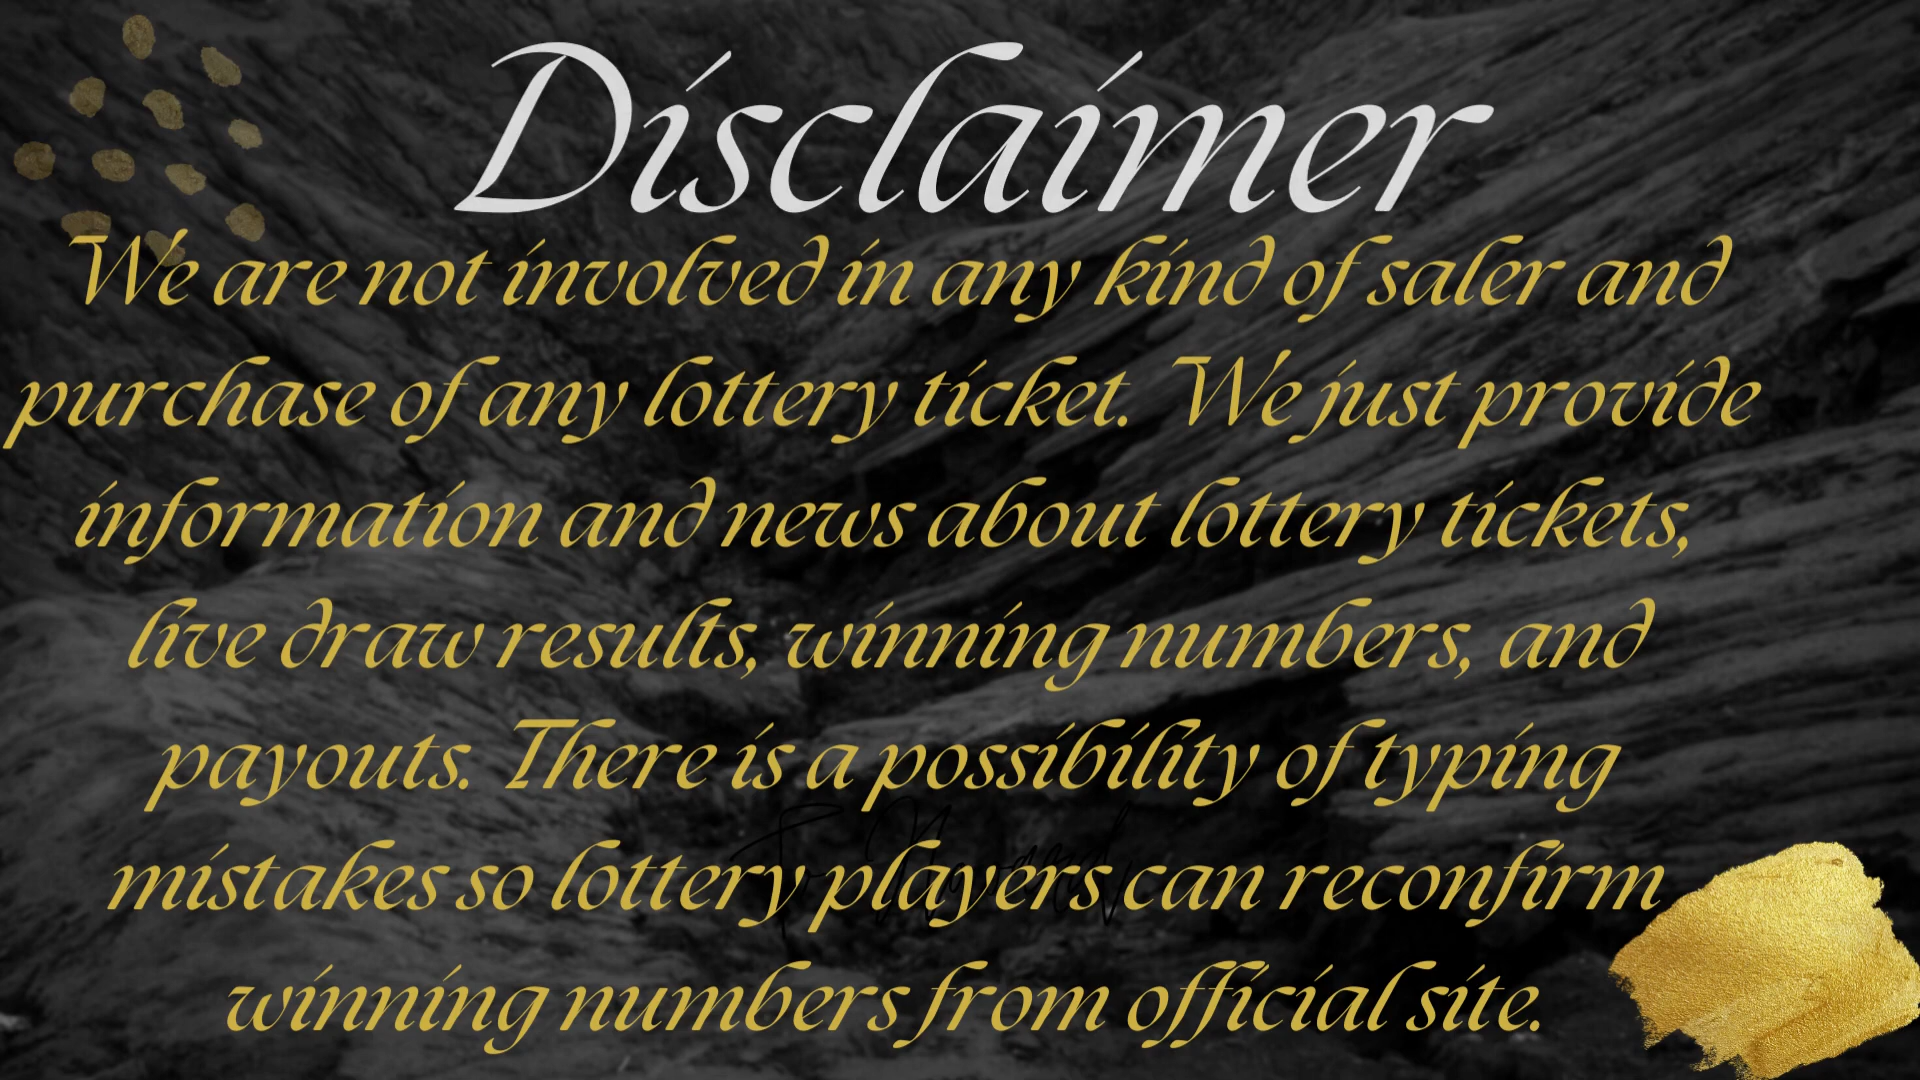 Disclaimer
We are not involved in any kind of saler and
purchase of any lottery ticket. We just provide
information and news about lottery tickets,
live draw results, winning numbers, and
payouts. There is a possibility of typing
mistakes so lottery players can reconfirm
winning numbers from official site.